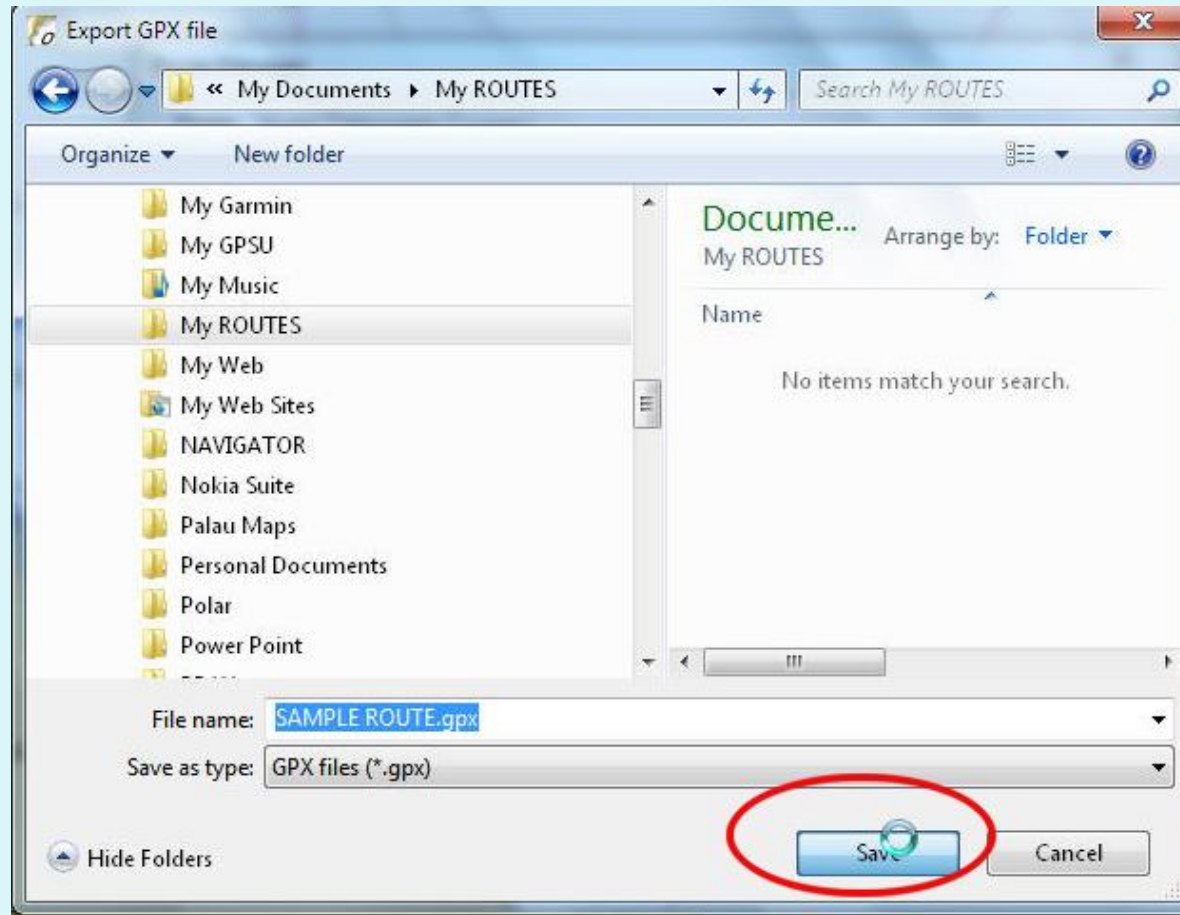 Export GPX file
« My Documents ▸ My ROUTES
Search My ROUTES
Organize
New folder
My Garmin
My GPSU
My Music
My ROUTES
My Web
My Web Sites
NAVIGATOR
Nokia Suite
Palau Maps
Personal Documents
Polar
Power Point
Docume...
My ROUTES
Arrange by: Folder
Name
No items match your search.
File name: SAMPLE ROUTE.gpx
Save as type: GPX files (*.gpx)
Hide Folders
Save
Cancel